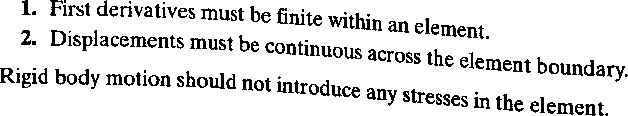 1. First derivatives must be finite within an element.
2. Displacements must be continuous across the element boundary.
Rigid body motion should not introduce any stresses in the element.